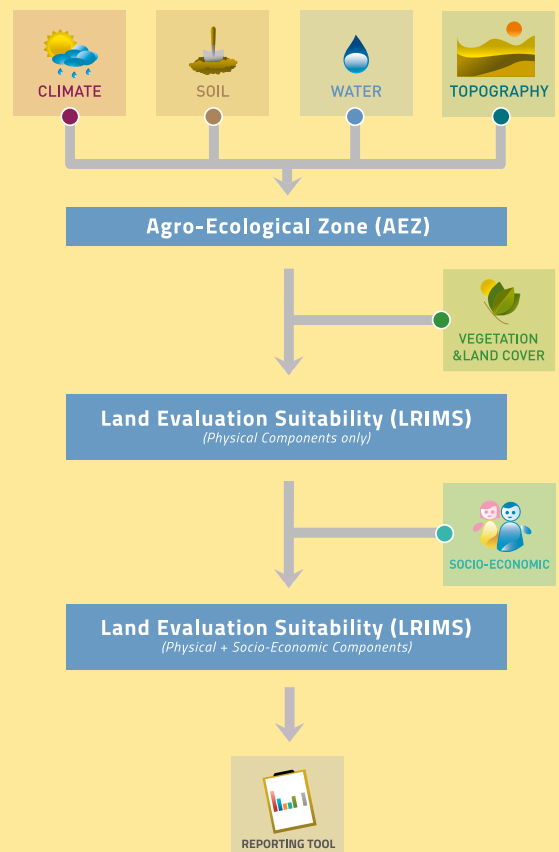 CLIMATE
SOIL
WATER
TOPOGRAPHY
Agro-Ecological Zone (AEZ)
VEGETATION
&LAND COVER
Land Evaluation Suitability (LRIMS)
(Physical Components only)
SOCIO-ECONOMIC
Land Evaluation Suitability (LRIMS)
(Physical + Socio-Economic Components)
REPORTING TOOL